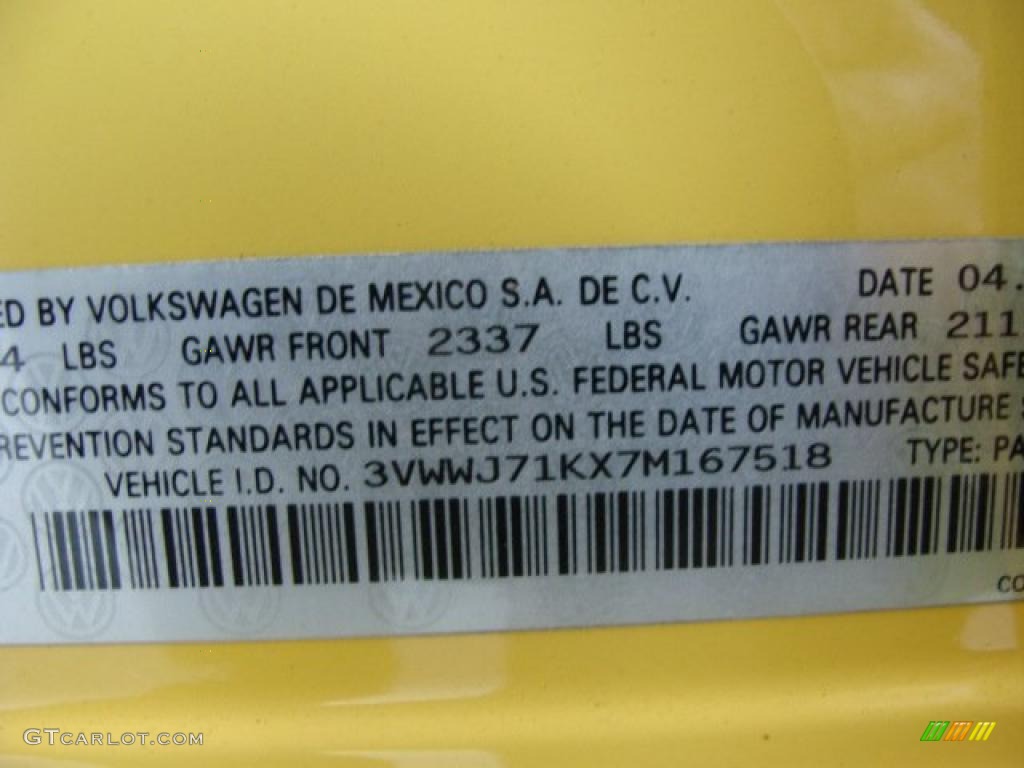 ED BY VOLKSWAGEN DE MEXICO S.A. DE C.V. DATE 04.
4 LBS GAWR FRONT 2337 LBS GAWR REAR 211
CONFORMS TO ALL APPLICABLE U.S. FEDERAL MOTOR VEHICLE SAFE
REVENTION STANDARDS IN EFFECT ON THE DATE OF MANUFACTURE
VEHICLE I.D. NO. 3VWWJ71KX7M167518 TYPE: PA
CO
GTCARLOT.COM